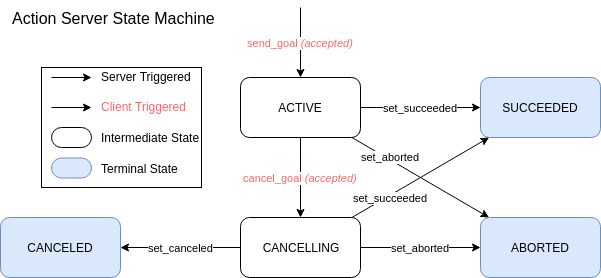 Action Server State Machine
send_goal (accepted)
Server Triggered
Client Triggered
Intermediate State
Terminal State
ACTIVE
set_succeeded
SUCCEEDED
set_aborted
cancel_goal (accepted)
set_succeeded
CANCELED
set_canceled
CANCELLING
set_aborted
ABORTED